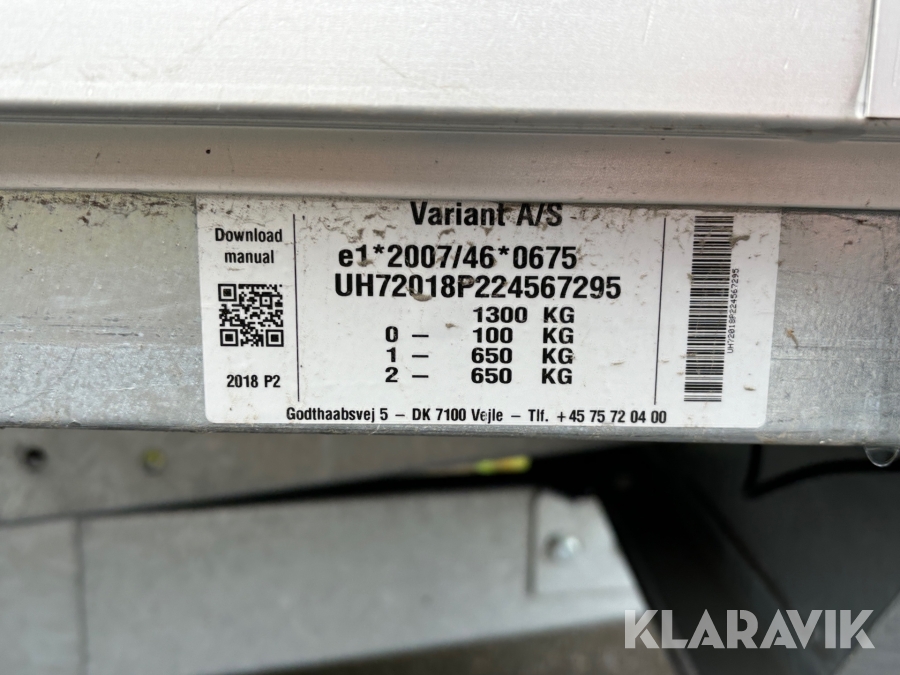 Variant A/S
Download
manual
2018 P2
e1*2007/46*0675
UH72018P224567295
1300 KG
0 – 100 KG
1 – 650 KG
2 – 650 KG
UH72018P224567295
Godthaabsvej 5 – DK 7100 Vejle – Tlf. +45 75 72 04 00
KLARAVIK